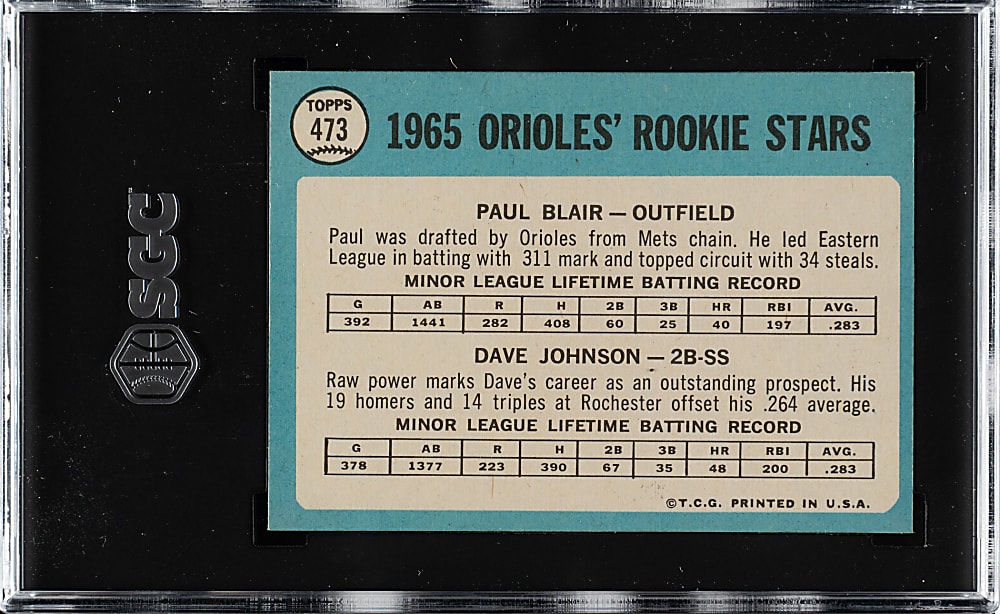 TOPPS
473
1965 ORIOLES' ROOKIE STARS
PAUL BLAIR — OUTFIELD
Paul was drafted by Orioles from Mets chain. He led Eastern
League in batting with 311 mark and topped circuit with 34 steals.
MINOR LEAGUE LIFETIME BATTING RECORD
G AB R H 2B 3B HR RBI AVG.
392 1441 282 408 60 25 40 197 .283
DAVE JOHNSON — 2B-SS
Raw power marks Dave's career as an outstanding prospect. His
19 homers and 14 triples at Rochester offset his .264 average.
MINOR LEAGUE LIFETIME BATTING RECORD
G AB R H 2B 3B HR RBI AVG.
378 1377 223 390 67 35 48 200 .283
©T.C.G. PRINTED IN U.S.A.
SGC